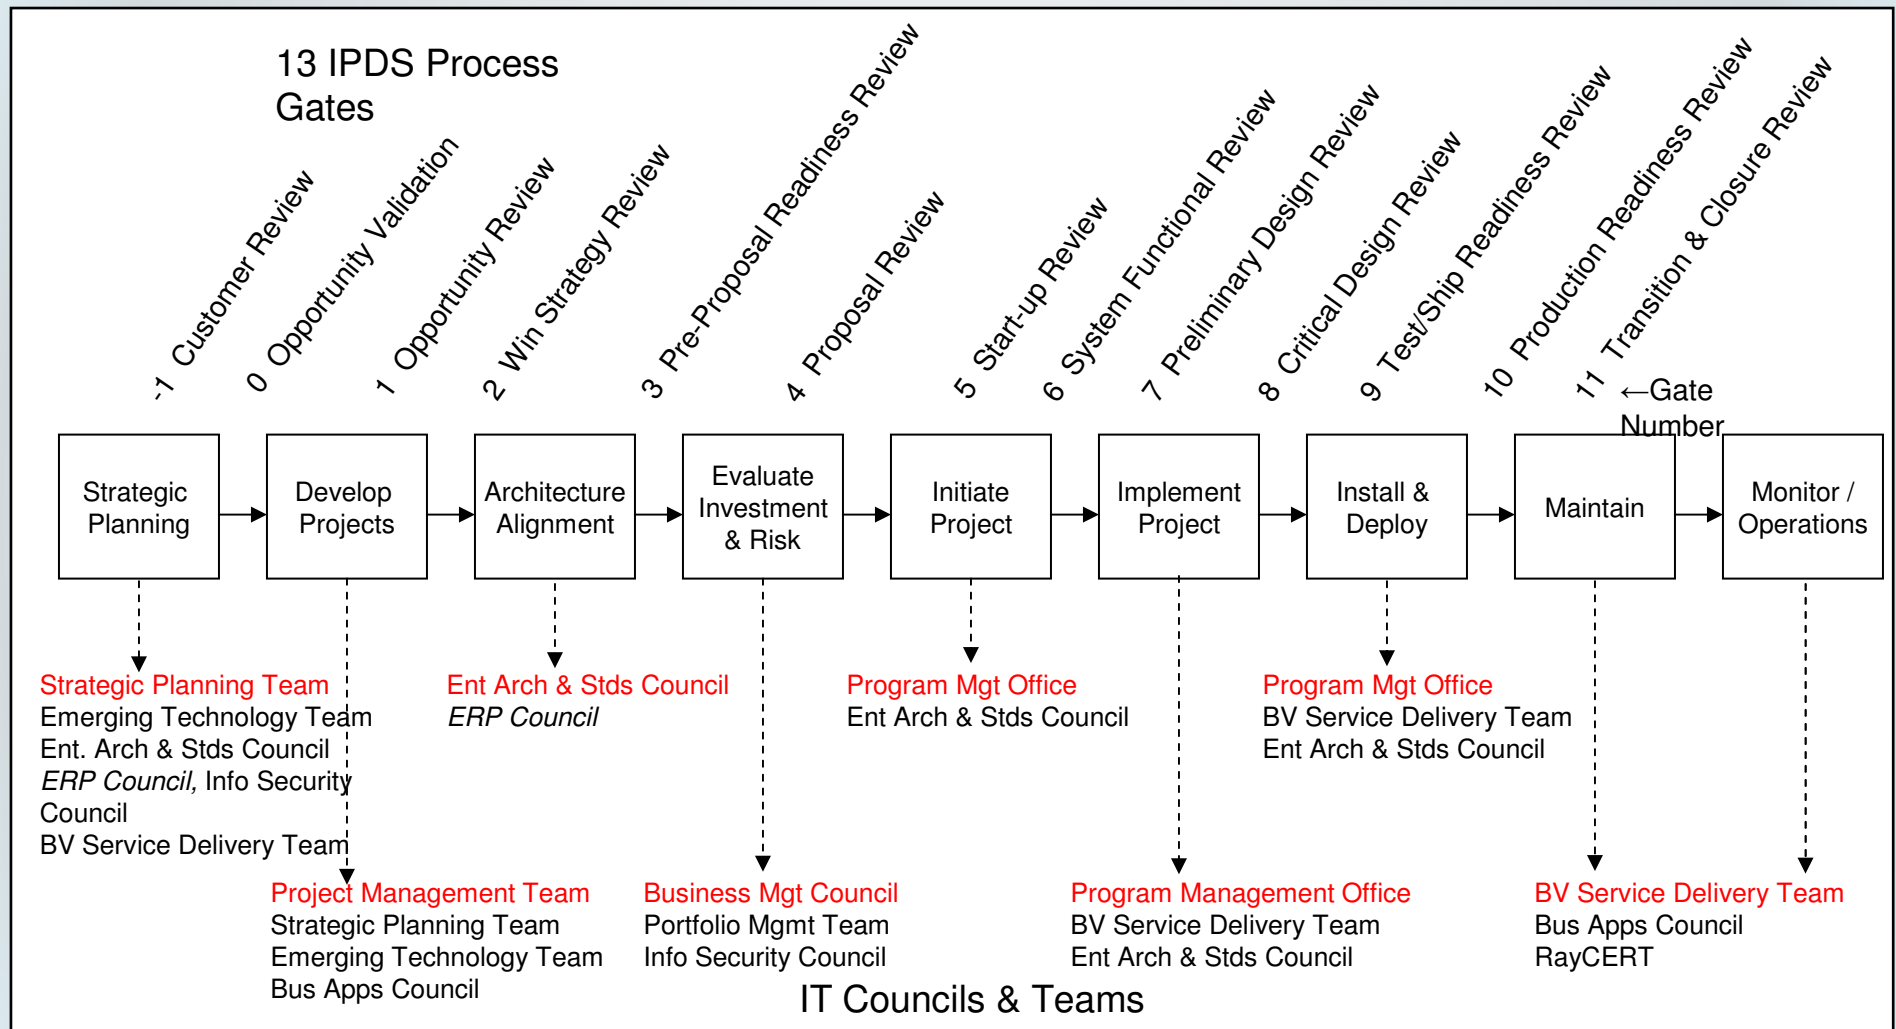 13 IPDS Process
Gates
-1 Customer Review
0 Opportunity Validation
1 Opportunity Review
2 Win Strategy Review
3 Pre-Proposal Readiness Review
4 Proposal Review
5 Start-up Review
6 System Functional Review
7 Preliminary Design Review
8 Critical Design Review
9 Test/Ship Readiness Review
10 Production Readiness Review
11 Transition & Closure Review
←Gate
Number
Strategic
Planning
Develop
Projects
Architecture
Alignment
Evaluate
Investment
& Risk
Initiate
Project
Implement
Project
Install &
Deploy
Maintain
Monitor /
Operations
Strategic Planning Team
Emerging Technology Team
Ent. Arch & Stds Council
ERP Council, Info Security
Council
BV Service Delivery Team
Ent Arch & Stds Council
ERP Council
Program Mgt Office
Ent Arch & Stds Council
Program Mgt Office
BV Service Delivery Team
Ent Arch & Stds Council
Project Management Team
Strategic Planning Team
Emerging Technology Team
Bus Apps Council
Business Mgt Council
Portfolio Mgmt Team
Info Security Council
Program Management Office
BV Service Delivery Team
Ent Arch & Stds Council
BV Service Delivery Team
Bus Apps Council
RayCERT
IT Councils & Teams